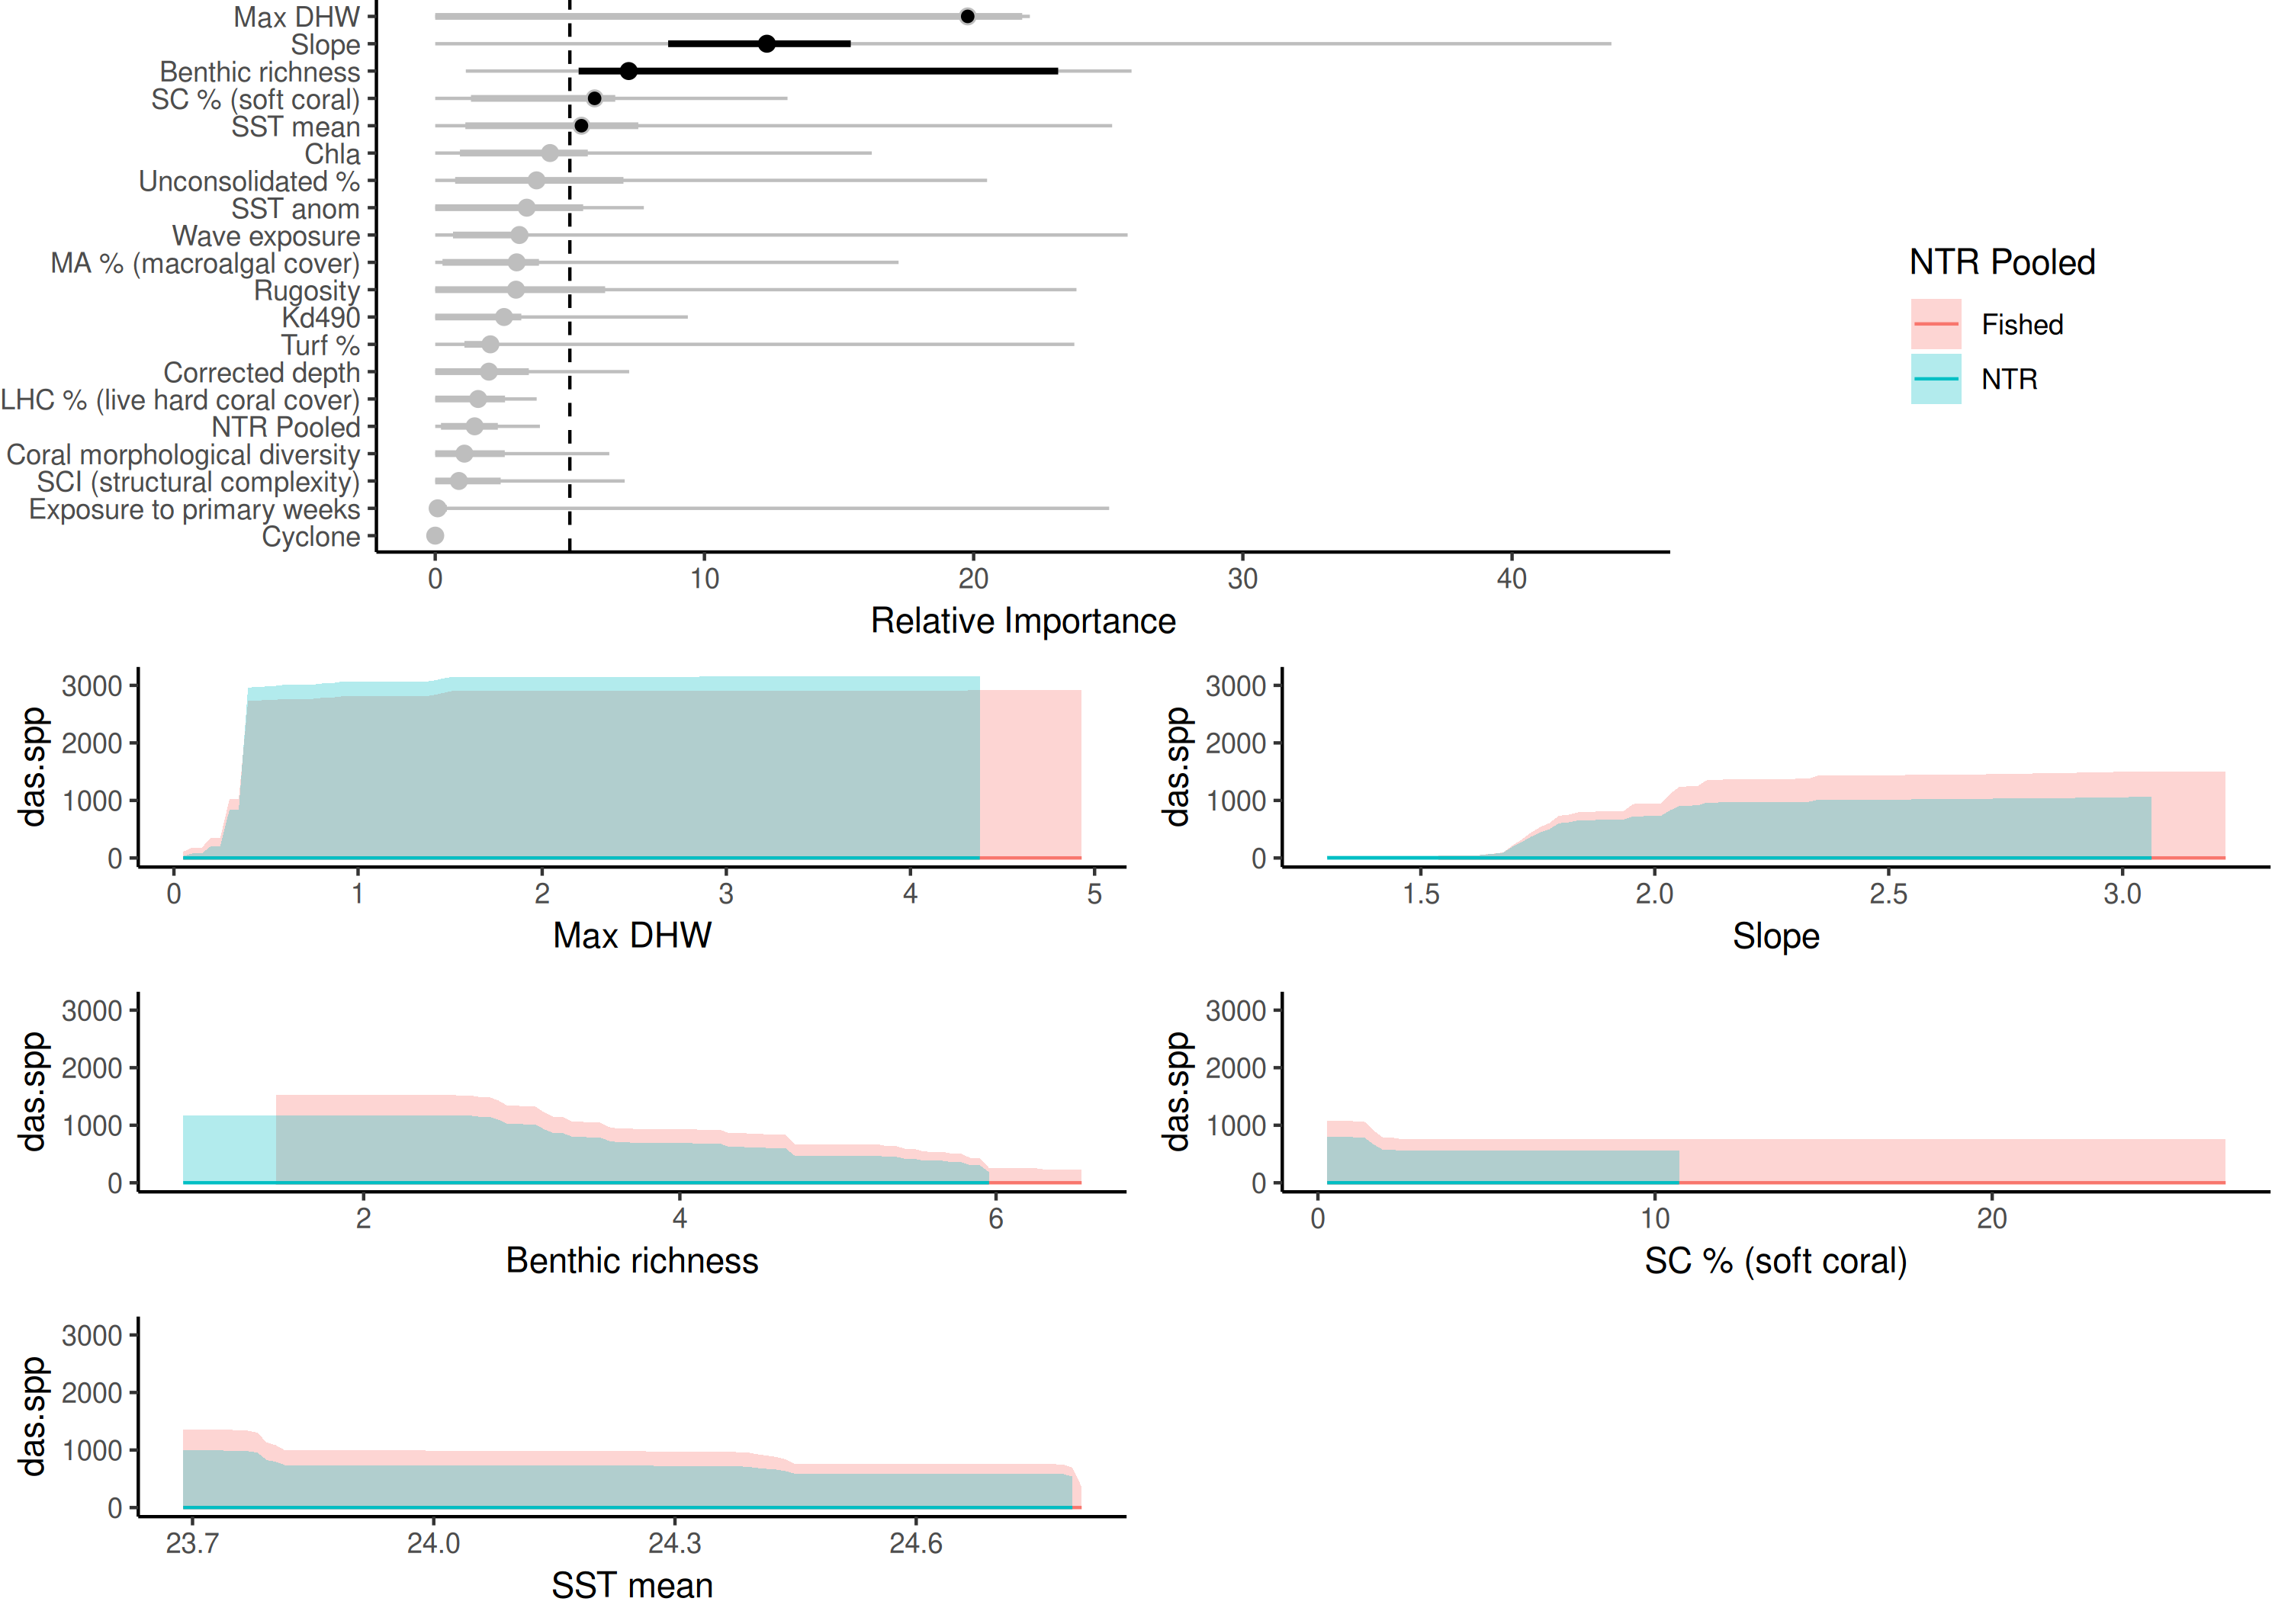 Max DHW
Slope
Benthic richness
SC % (soft coral)
SST mean
Chla
Unconsolidated %
SST anom
Wave exposure
MA % (macroalgal cover)
Rugosity
Kd490
Turf %
Corrected depth
LHC % (live hard coral cover)
NTR Pooled
Coral morphological diversity
SCI (structural complexity)
Exposure to primary weeks
Cyclone
0 10 20 30 40
Relative Importance
NTR Pooled
Fished
NTR
das.spp
3000
2000
1000
0
0 1 2 3 4 5
Max DHW
das.spp
3000
2000
1000
0
1.5 2.0 2.5 3.0
Slope
das.spp
3000
2000
1000
0
2 4 6
Benthic richness
das.spp
3000
2000
1000
0
0 10 20
SC % (soft coral)
das.spp
3000
2000
1000
0
23.7 24.0 24.3 24.6
SST mean